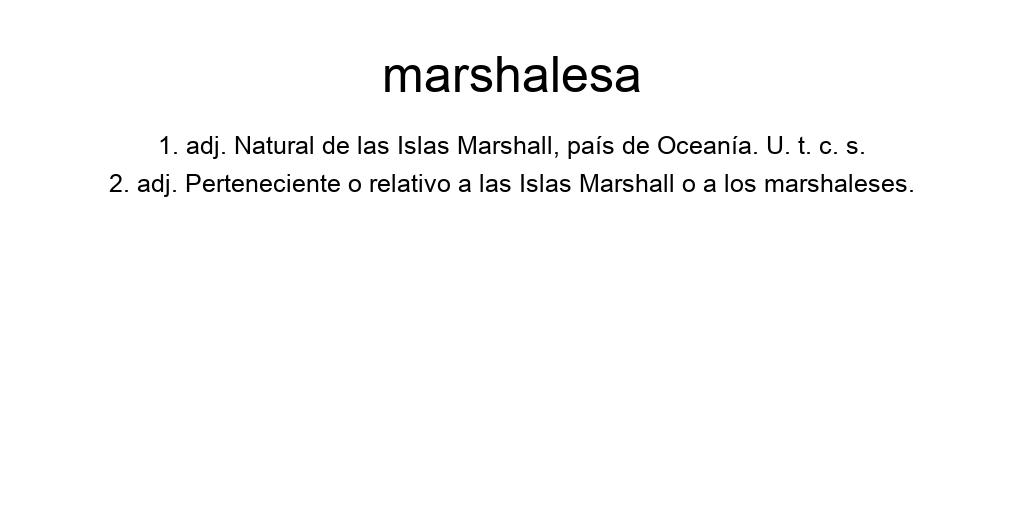 marshalesa
1. adj. Natural de las Islas Marshall, país de Oceanía. U. t. c. s.
2. adj. Perteneciente o relativo a las Islas Marshall o a los marshaleses.